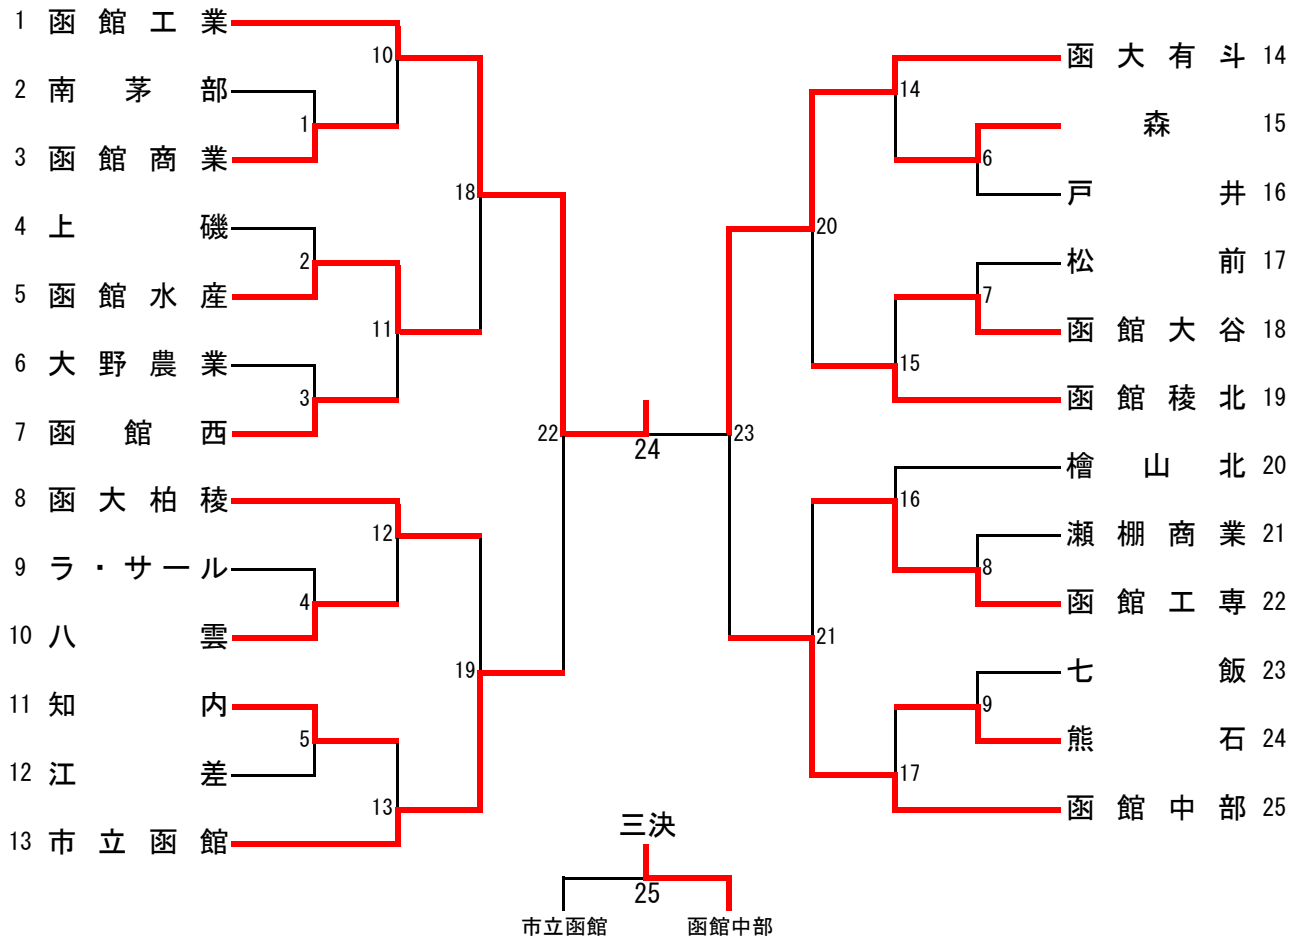 1 函館工業
2 南茅部
3 函館商業
4 上磯
5 函館水産
6 大野農業
7 函館西
8 函大柏稜
9 ラ・サール
10 八雲
11 知内
12 江差
13 市立函館
10
1
18
2
11
3
22
12
4
19
5
13
24
函大有斗 14
森 15
戸井 16
松前 17
函館大谷 18
函館稜北 19
檜山北 20
瀬棚商業 21
函館工専 22
七飯 23
熊石 24
函館中部 25
14
6
20
7
15
23
16
8
21
9
17
三決
25
市立函館 函館中部